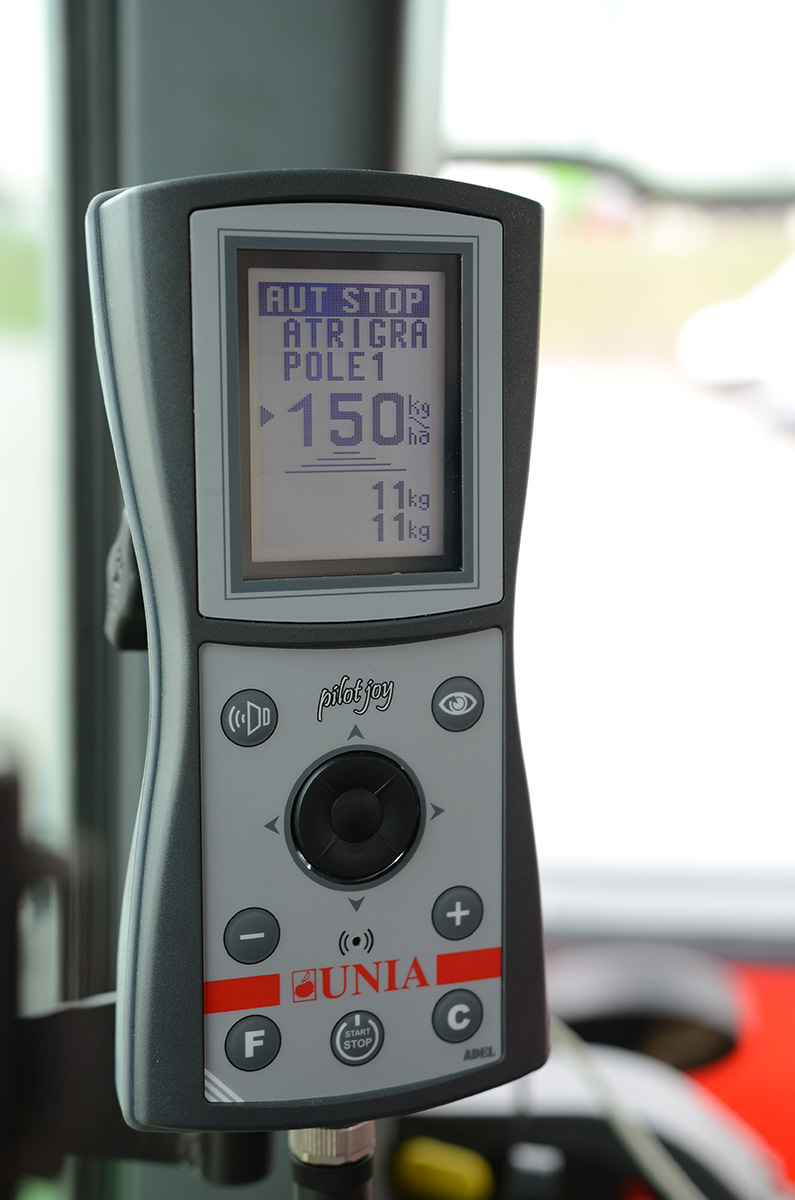 AUT STOP
ATRIGRA
POLE1
150 kg/ha
11kg
11kg
pilot joy
UNIA
F
START
STOP
C
ADEL